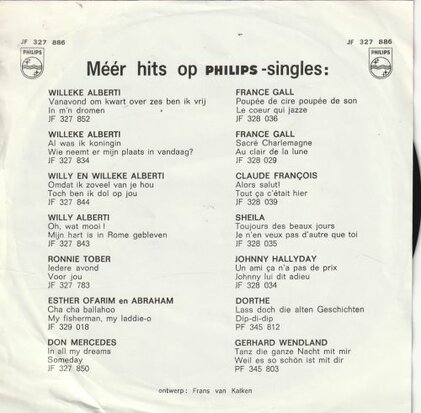 JF 327 886
JF 327 886
PHILIPS
PHILIPS
Méér hits op PHILIPS-singles:
WILLEKE ALBERTI
Vanavond om kwart over zes ben ik vrij
In m'n dromen
JF 327 852
WILLEKE ALBERTI
Al was ik koningin
Wie neemt er mijn plaats in vandaag?
JF 327 834
WILLY EN WILLEKE ALBERTI
Omdat ik zoveel van je hou
Toch ben ik dol op jou
JF 327 844
WILLY ALBERTI
Oh, wat mooi!
Mijn hart is in Rome gebleven
JF 327 843
RONNIE TOBER
Iedere avond
Voor jou
JF 327 783
ESTHER OFARIM en ABRAHAM
Cha cha ballahoo
My fisherman, my laddie-o
JF 329 018
DON MERCEDES
In all my dreams
Someday
JF 327 850
FRANCE GALL
Poupée de cire poupée de son
Le coeur qui jazze
JF 328 036
FRANCE GALL
Sacré Charlemagne
Au clair de la lune
JF 328 029
CLAUDE FRANÇOIS
Alors salut!
Tout ça c'était hier
JF 328 039
SHEILA
Toujours des beaux jours
Je n'en veux pas d'autre que toi
JF 328 035
JOHNNY HALLYDAY
Un ami ça n'a pas de prix
Johnny lui dit adieu
JF 328 034
DORTHE
Lass doch die alten Geschichten
Dip-di-dip
PF 345 812
GERHARD WENDLAND
Tanz die ganze Nacht mit mir
Weil es so schön ist mit dir
PF 345 803
ontwerp: Frans van Kalken